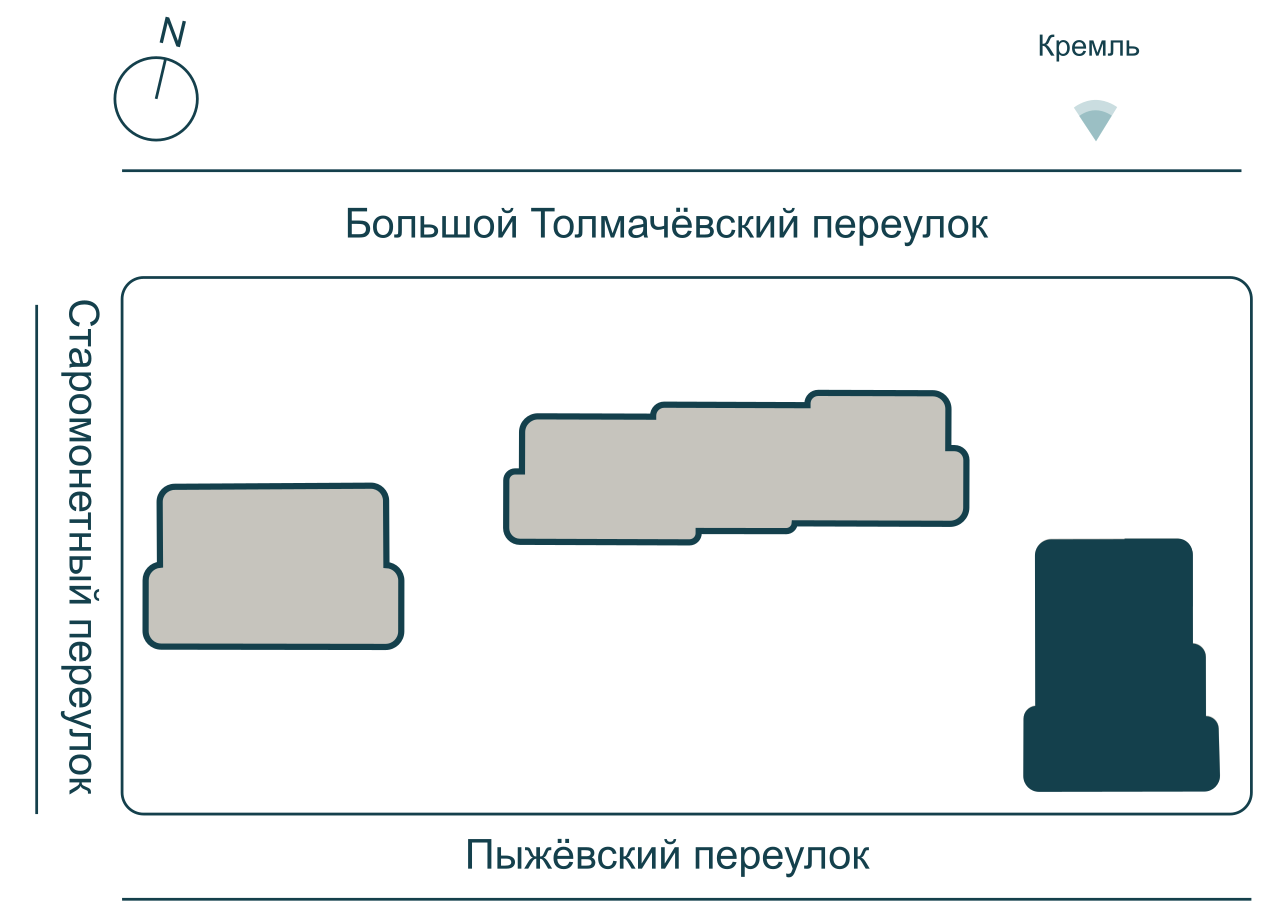 N
Кремль
Большой Толмачёвский переулок
Старомонетный переулок
Пыжёвский переулок